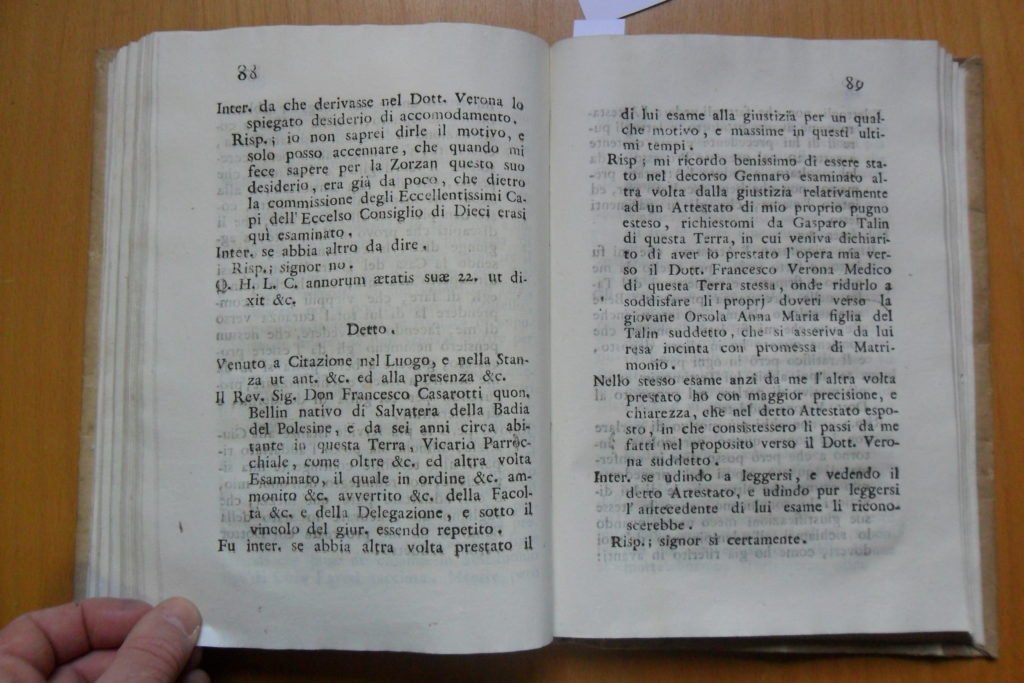 88
Inter. da che derivasse nel Dott. Verona lo
spiegato desiderio di accomodamento,
Risp.; io non saprei dirle il motivo, e
solo posso accennare, che quando mi
fece sapere per la Zorzan questo suo
desiderio, era già da poco, che dietro
la commissione degli Eccellentissimi Ca-
pi dell'Eccelso Consiglio di Dieci erasi
quì esaminato.
Inter. se abbia altro da dire.
Risp.; signor no.
Q. H. L. C. annorum ætatis suæ 22. ut di-
xit &c.
Detto.
Venuto a Citazione nel Luogo, e nella Stan-
za ut ant. &c. ed alla presenza &c.
Il Rev. Sig. Don Francesco Casarotti quon.
Bellin nativo di Salvatera della Badia
del Polesine, e da sei anni circa abi-
tante in questa Terra, Vicario Parroc-
chiale, come oltre &c. ed altra volta
Esaminato, il quale in ordine &c. am-
monito &c. avvertito &c. della Facol-
tà &c. e della Delegazione, e sotto il
vincolo del giur. essendo repetito.
Fu inter. se abbia altra volta prestato il
89
di lui esame alla giustizia per un qual-
che motivo, e massime in questi ulti-
mi tempi.
Risp; mi ricordo benissimo di essere sta-
to nel decorso Gennaro esaminato al-
tra volta dalla giustizia relativamente
ad un Attestato di mio proprio pugno
esteso, richiestomi da Gasparo Talin
di questa Terra, in cui veniva dichiari-
to di aver io prestato l'opera mia ver-
so il Dott. Francesco Verona Medico
di questa Terra stessa, onde ridurlo a
soddisfare li proprj doveri verso la
giovane Orsola Anna Maria figlia del
Talin suddetto, che si asseriva da lui
resa incinta con promessa di Matri-
monio.
Nello stesso esame anzi da me l'altra volta
prestato ho con maggior precisione, e
chiarezza, che nel detto Attestato espo-
sto, in che consistessero li passi da me
fatti nel proposito verso il Dott. Vero-
na suddetto.
Inter. se udindo a leggersi, e vedendo il
detto Attestato, e udindo pur leggersi
l'antecedente di lui esame li ricono-
scerebbe.
Risp.; signor sì certamente.